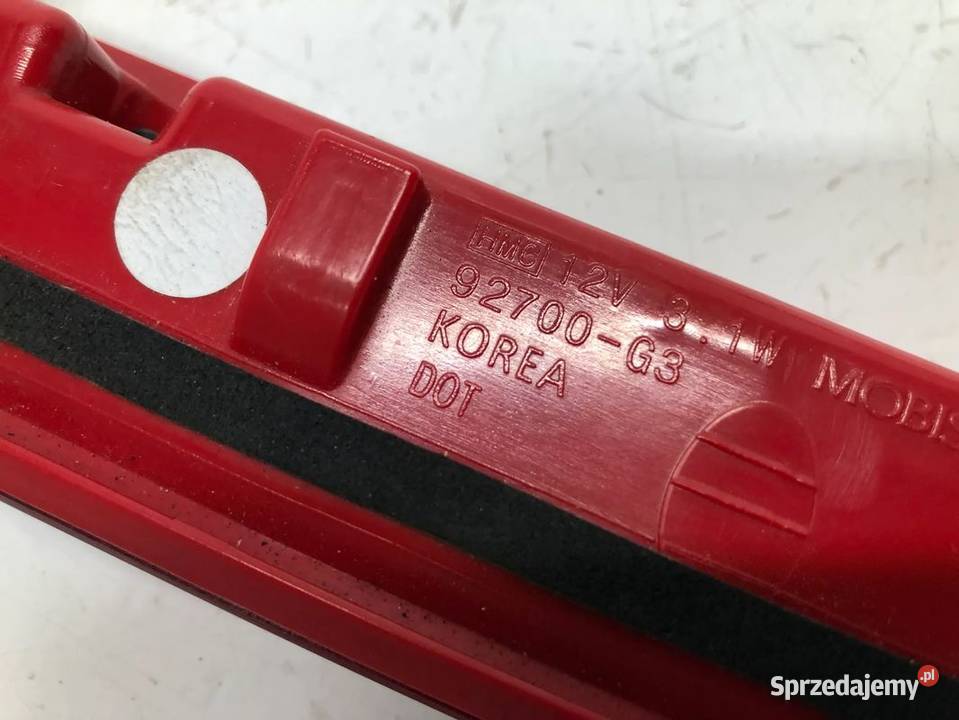 HMC 12V 3.1W MOBIS
92700-G3
KOREA
DOT
Sprzedajemy.pl